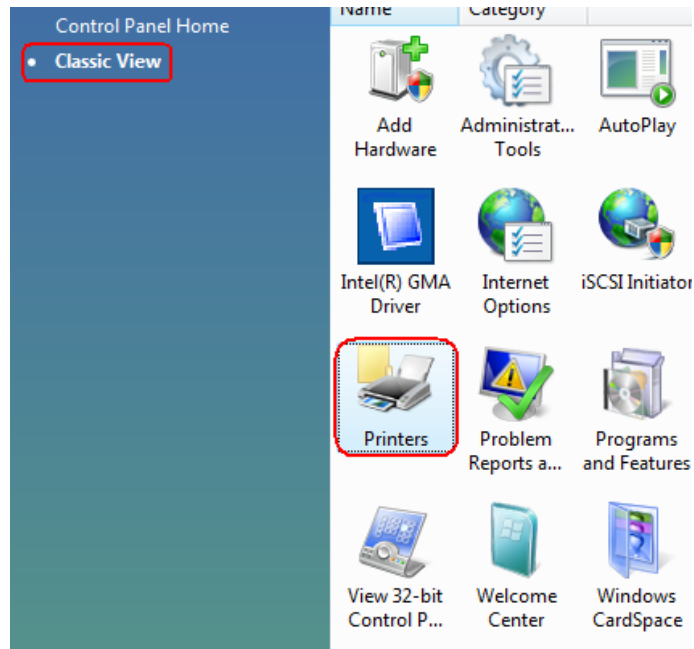 Control Panel Home
Classic View
Name Category
Add Hardware
Administrat... Tools
AutoPlay
Intel(R) GMA Driver
Internet Options
iSCSI Initiator
Printers
Problem Reports a...
Programs and Features
View 32-bit Control P...
Welcome Center
Windows CardSpace